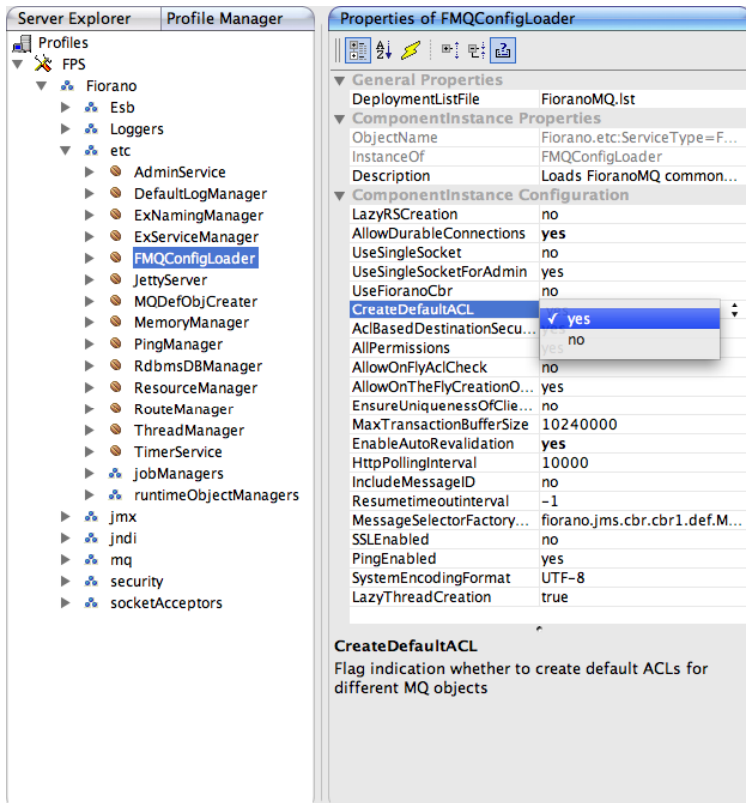 Server Explorer
Profile Manager
Profiles
FPS
Fiorano
Esb
Loggers
etc
AdminService
DefaultLogManager
ExNamingManager
ExServiceManager
FMQConfigLoader
JettyServer
MQDefObjCreater
MemoryManager
PingManager
RdbmsDBManager
ResourceManager
RouteManager
ThreadManager
TimerService
jobManagers
runtimeObjectManagers
jmx
jndi
mq
security
socketAcceptors
Properties of FMQConfigLoader
General Properties
DeploymentListFile FioranoMQ.lst
ComponentInstance Properties
ObjectName Fiorano.etc:ServiceType=F...
InstanceOf FMQConfigLoader
Description Loads FioranoMQ common...
ComponentInstance Configuration
LazyRSCreation no
AllowDurableConnections yes
UseSingleSocket no
UseSingleSocketForAdmin yes
UseFioranoCbr no
CreateDefaultACL
✓ yes
no
AclBasedDestinationSecu...
AllPermissions yes
AllowOnFlyAclCheck no
AllowOnTheFlyCreationO... yes
EnsureUniquenessOfClie... no
MaxTransactionBufferSize 10240000
EnableAutoRevalidation yes
HttpPollingInterval 10000
IncludeMessageID no
Resumetimeoutinterval -1
MessageSelectorFactory... fiorano.jms.cbr.cbr1.def.M...
SSLEnabled no
PingEnabled yes
SystemEncodingFormat UTF-8
LazyThreadCreation true
CreateDefaultACL
Flag indication whether to create default ACLs for
different MQ objects